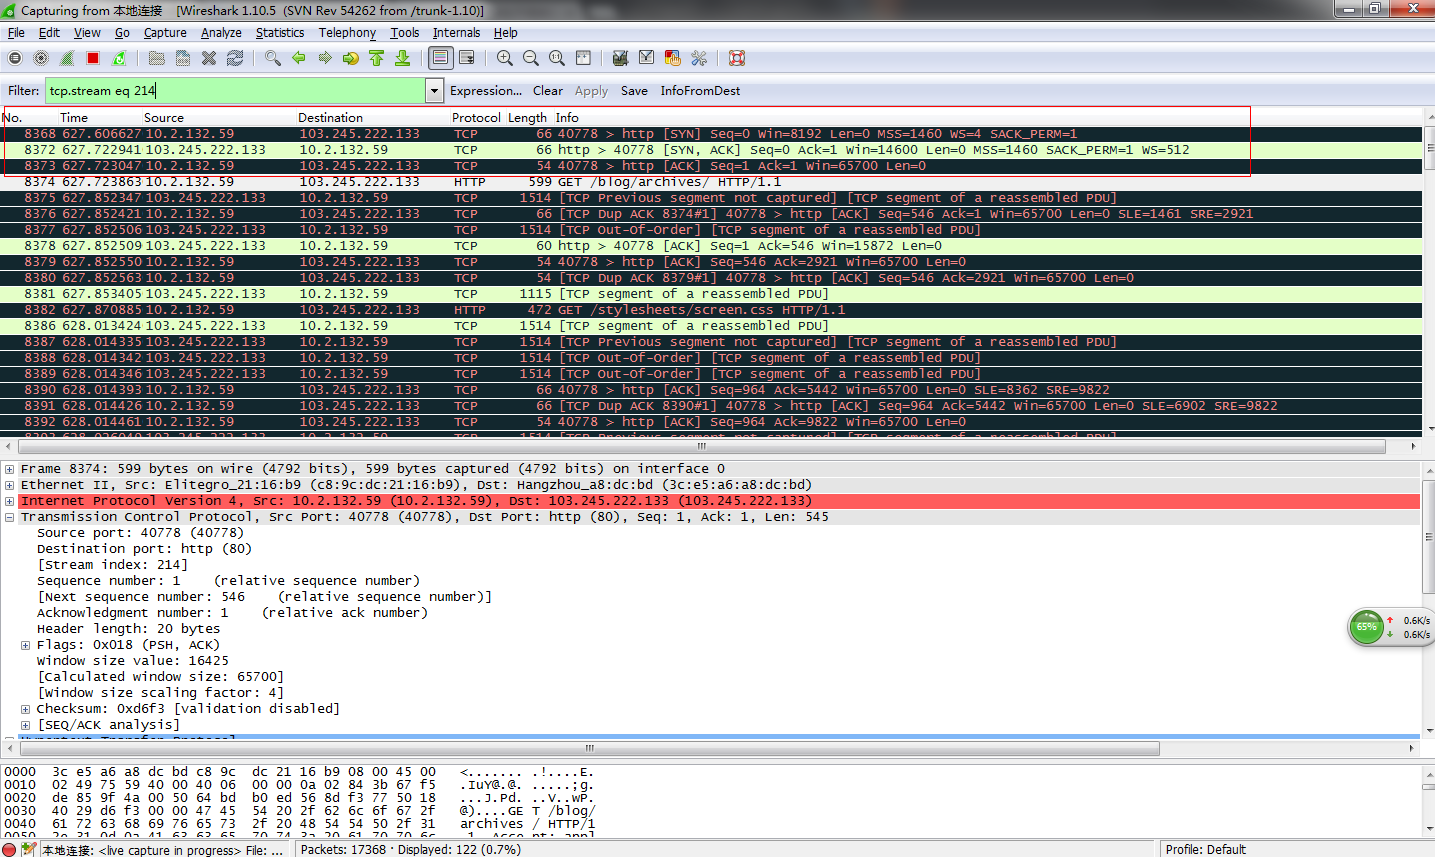 Capturing from 本地连接 [Wireshark 1.10.5 (SVN Rev 54262 from /trunk-1.10)]
File Edit View Go Capture Analyze Statistics Telephony Tools Internals Help
Filter: tcp.stream eq 214 Expression... Clear Apply Save InfoFromDest
No. Time Source Destination Protocol Length Info
8368 627.606627 10.2.132.59 103.245.222.133 TCP 66 40778 > http [SYN] Seq=0 Win=8192 Len=0 MSS=1460 WS=4 SACK_PERM=1
8372 627.722941 103.245.222.133 10.2.132.59 TCP 66 http > 40778 [SYN, ACK] Seq=0 Ack=1 Win=14600 Len=0 MSS=1460 SACK_PERM=1 WS=512
8373 627.723047 10.2.132.59 103.245.222.133 TCP 54 40778 > http [ACK] Seq=1 Ack=1 Win=65700 Len=0
8374 627.723863 10.2.132.59 103.245.222.133 HTTP 599 GET /blog/archives/ HTTP/1.1
8375 627.852347 103.245.222.133 10.2.132.59 TCP 1514 [TCP Previous segment not captured] [TCP segment of a reassembled PDU]
8376 627.852421 10.2.132.59 103.245.222.133 TCP 66 [TCP Dup ACK 8374#1] 40778 > http [ACK] Seq=546 Ack=1 Win=65700 Len=0 SLE=1461 SRE=2921
8377 627.852506 103.245.222.133 10.2.132.59 TCP 1514 [TCP Out-Of-Order] [TCP segment of a reassembled PDU]
8378 627.852509 103.245.222.133 10.2.132.59 TCP 60 http > 40778 [ACK] Seq=1 Ack=546 Win=15872 Len=0
8379 627.852550 10.2.132.59 103.245.222.133 TCP 54 40778 > http [ACK] Seq=546 Ack=2921 Win=65700 Len=0
8380 627.852563 10.2.132.59 103.245.222.133 TCP 54 [TCP Dup ACK 8379#1] 40778 > http [ACK] Seq=546 Ack=2921 Win=65700 Len=0
8381 627.853405 103.245.222.133 10.2.132.59 TCP 1115 [TCP segment of a reassembled PDU]
8382 627.870885 10.2.132.59 103.245.222.133 HTTP 472 GET /stylesheets/screen.css HTTP/1.1
8386 628.013424 103.245.222.133 10.2.132.59 TCP 1514 [TCP segment of a reassembled PDU]
8387 628.014335 103.245.222.133 10.2.132.59 TCP 1514 [TCP Previous segment not captured] [TCP segment of a reassembled PDU]
8388 628.014342 103.245.222.133 10.2.132.59 TCP 1514 [TCP Out-Of-Order] [TCP segment of a reassembled PDU]
8389 628.014346 103.245.222.133 10.2.132.59 TCP 1514 [TCP Out-Of-Order] [TCP segment of a reassembled PDU]
8390 628.014393 10.2.132.59 103.245.222.133 TCP 66 40778 > http [ACK] Seq=964 Ack=5442 Win=65700 Len=0 SLE=8362 SRE=9822
8391 628.014426 10.2.132.59 103.245.222.133 TCP 66 [TCP Dup ACK 8390#1] 40778 > http [ACK] Seq=964 Ack=5442 Win=65700 Len=0 SLE=6902 SRE=9822
8392 628.014461 10.2.132.59 103.245.222.133 TCP 54 40778 > http [ACK] Seq=964 Ack=9822 Win=65700 Len=0
Frame 8374: 599 bytes on wire (4792 bits), 599 bytes captured (4792 bits) on interface 0
Ethernet II, Src: Elitegro_21:16:b9 (c8:9c:dc:21:16:b9), Dst: Hangzhou_a8:dc:bd (3c:e5:a6:a8:dc:bd)
Internet Protocol Version 4, Src: 10.2.132.59 (10.2.132.59), Dst: 103.245.222.133 (103.245.222.133)
Transmission Control Protocol, Src Port: 40778 (40778), Dst Port: http (80), Seq: 1, Ack: 1, Len: 545
Source port: 40778 (40778)
Destination port: http (80)
[Stream index: 214]
Sequence number: 1 (relative sequence number)
[Next sequence number: 546 (relative sequence number)]
Acknowledgment number: 1 (relative ack number)
Header length: 20 bytes
Flags: 0x018 (PSH, ACK)
Window size value: 16425
[Calculated window size: 65700]
[Window size scaling factor: 4]
Checksum: 0xd6f3 [validation disabled]
[SEQ/ACK analysis]
65% 0.6K/s
0.6K/s
0000 3c e5 a6 a8 dc bd c8 9c dc 21 16 b9 08 00 45 00 <....... .!....E.
0010 02 49 75 59 40 00 40 06 00 00 0a 02 84 3b 67 f5 .IuY@.@. .....;g.
0020 de 85 9f 4a 00 50 64 bd b0 ed 56 8d f3 77 50 18 ...J.Pd. ..V..wP.
0030 40 29 d6 f3 00 00 47 45 54 20 2f 62 6c 6f 67 2f @)....GE T /blog/
0040 61 72 63 68 69 76 65 73 2f 20 48 54 54 50 2f 31 archives / HTTP/1
本地连接: <live capture in progress> File: ... Packets: 17368 · Displayed: 122 (0.7%) Profile: Default